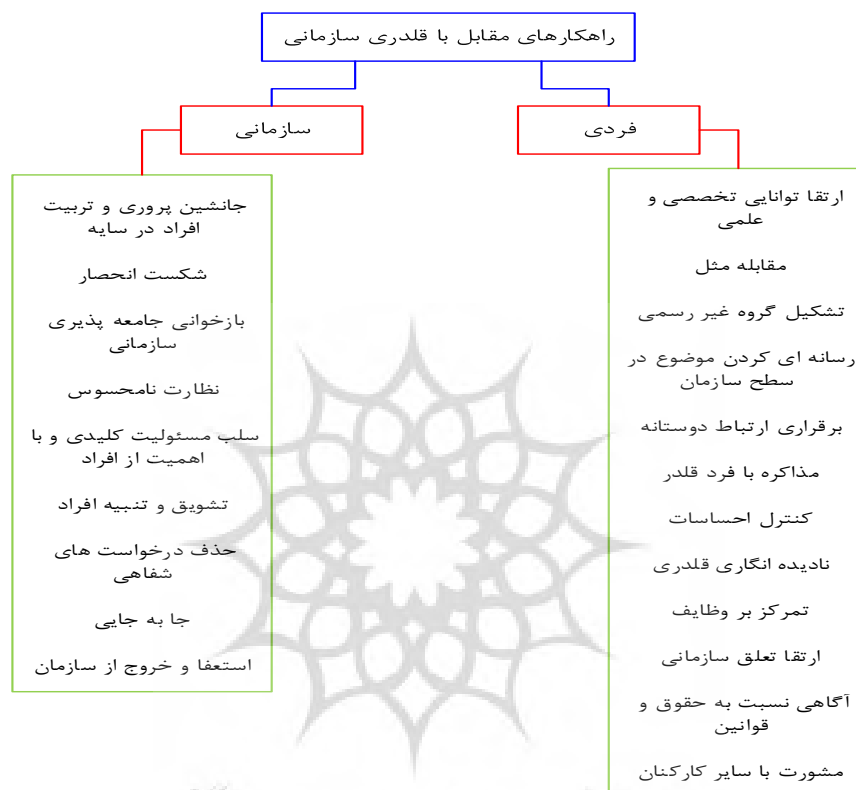 راهکارهای مقابل با قلدری سازمانی
فردی
سازمانی
ارتقا توانایی تخصصی و
علمی
مقابله مثل
تشکیل گروه غیر رسمی
رسانه ای کردن موضوع در
سطح سازمان
برقراری ارتباط دوستانه
مذاکره با فرد قلدر
کنترل احساسات
نادیده انگاری قلدری
تمرکز بر وظایف
ارتقا تعلق سازمانی
آگاهی نسبت به حقوق و
قوانین
مشورت با سایر کارکنان
جانشین پروری و تربیت
افراد در سایه
شکست انحصار
بازخوانی جامعه پذیری
سازمانی
نظارت نامحسوس
سلب مسئولیت کلیدی و با
اهمیت از افراد
تشویق و تنبیه افراد
حذف درخواست های
شفاهی
جا به جایی
استعفا و خروج از سازمان